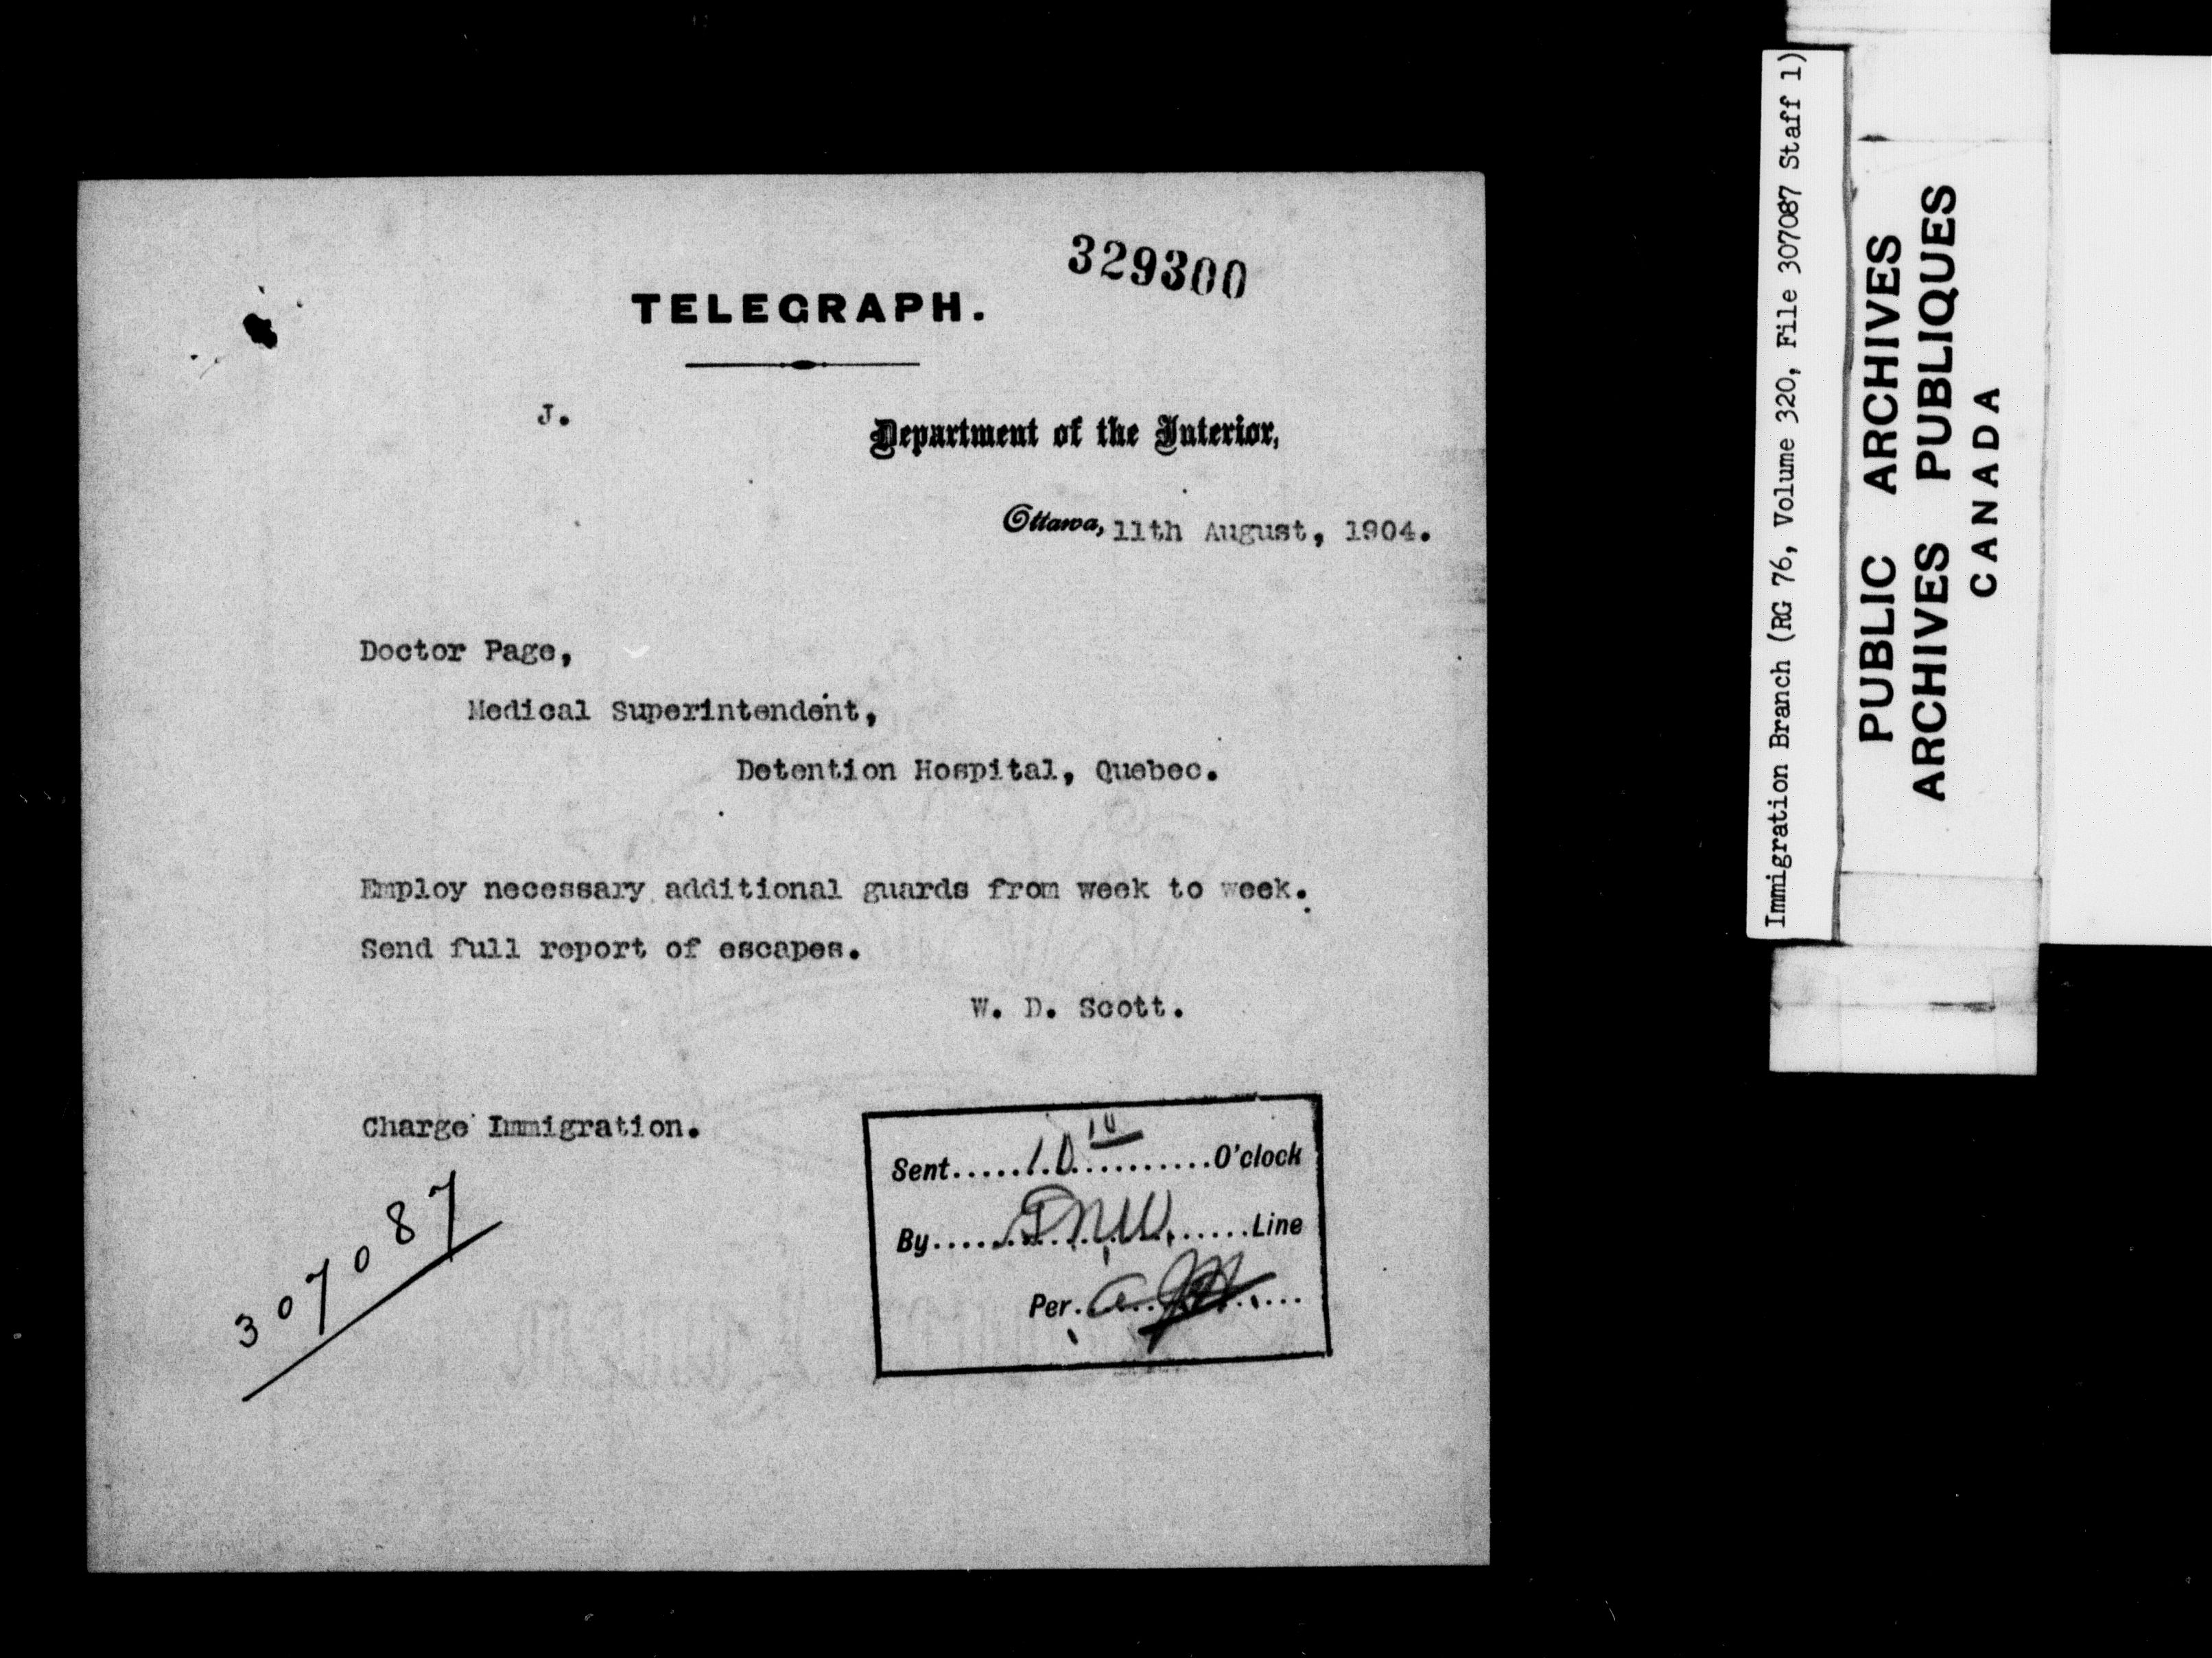 329300
TELEGRAPH.
J.
Department of the Interior,
Ottawa, 11th August, 1904.
Doctor Page,
Medical Superintendent,
Detention Hospital, Quebec.
Employ necessary additional guards from week to week.
Send full report of escapes.
W. D. Scott.
Charge Immigration.
Sent.....10 10..........O'clock
By..........Line
Per.
307087
Immigration Branch (RG 76, Volume 320, File 307087 Staff 1)
PUBLIC ARCHIVES
ARCHIVES PUBLIQUES
CANADA